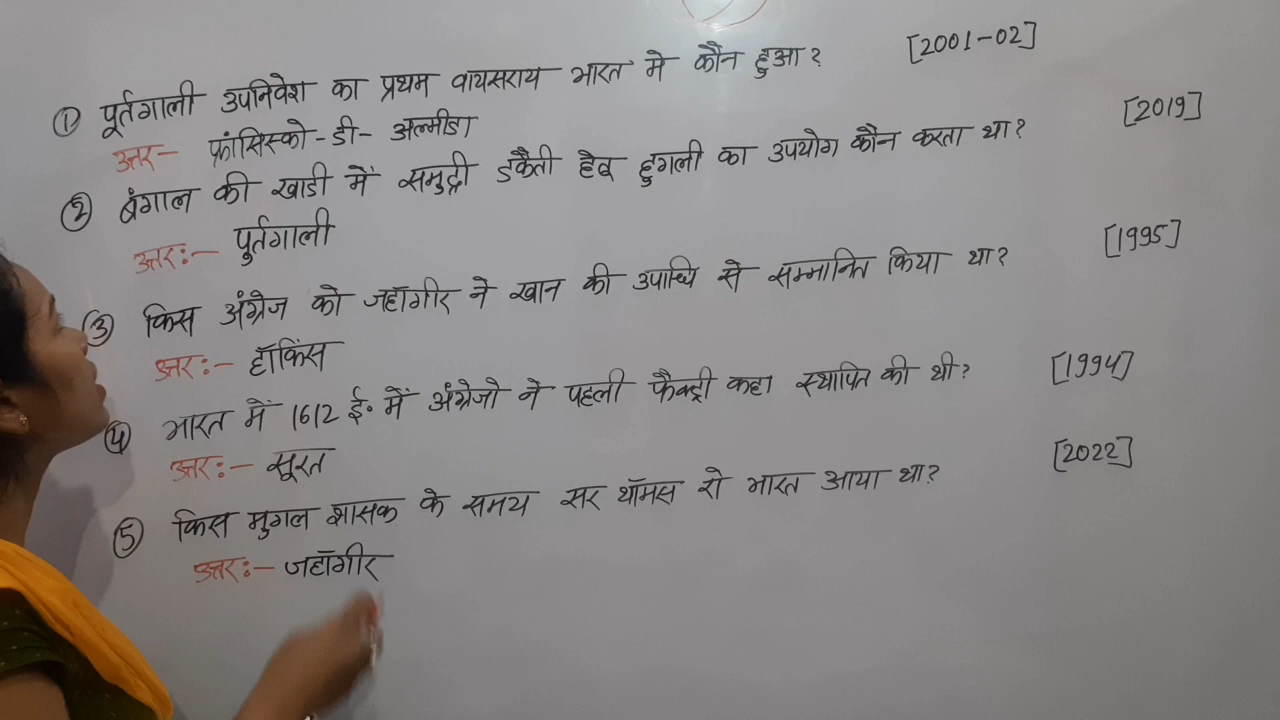 ① पूर्तगाली उपनिवेश का प्रथम वायसराय भारत मे कौन हुआ? [2001-02]
उत्तर- फ्रांसिस्को-डी- अल्मीडा
② बंगाल की खाडी में समुद्री डकैती हेतु हुगली का उपयोग कौन करता था? [2019]
उत्तर:- पुर्तगाली
③ किस अंग्रेज को जहाँगीर ने खान की उपाधि से सम्मानित किया था? [1995]
उत्तर:- हॉकिंस
④ भारत में 1612 ई॰ में अंग्रेजो ने पहली फैक्ट्री कहा स्थापित की थी? [1994]
उत्तर:- सूरत
⑤ किस मुगल शासक के समय सर थॉमस रो भारत आया था? [2022]
उत्तर:- जहाँगीर